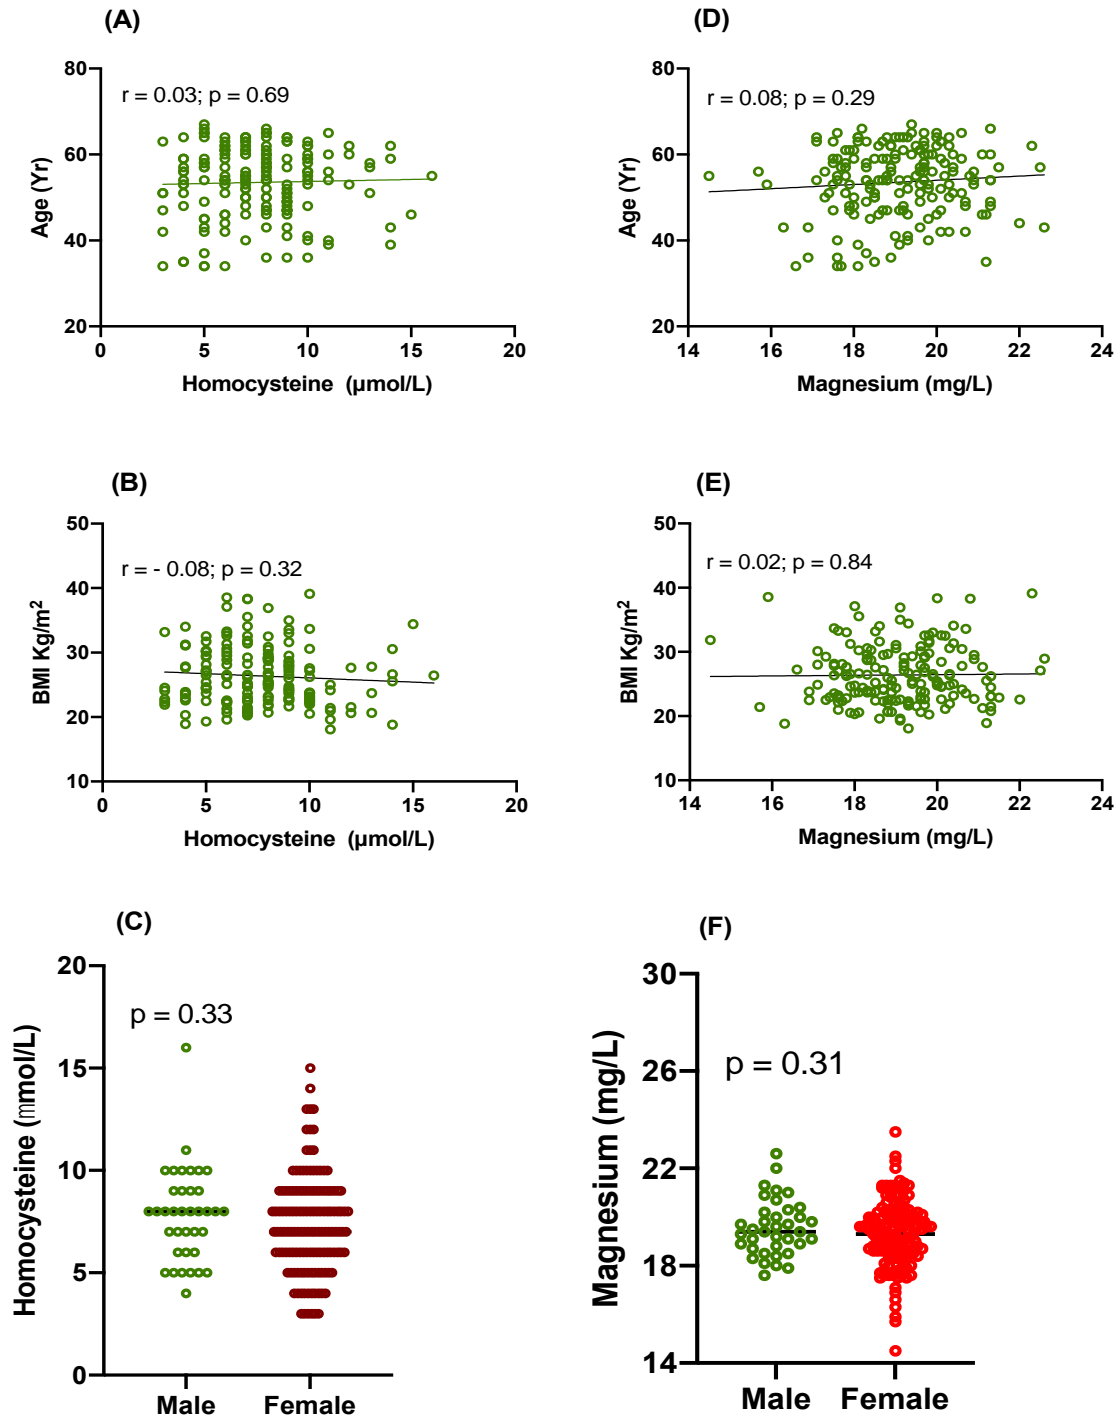 (A)
80
60
40
20
Age (Yr)
r = 0.03; p = 0.69
0 5 10 15 20
Homocysteine (µmol/L)
(D)
80
60
40
20
Age (Yr)
r = 0.08; p = 0.29
14 16 18 20 22 24
Magnesium (mg/L)
(B)
50
40
30
20
10
BMI Kg/m²
r = - 0.08; p = 0.32
0 5 10 15 20
Homocysteine (µmol/L)
(E)
50
40
30
20
10
BMI Kg/m²
r = 0.02; p = 0.84
14 16 18 20 22 24
Magnesium (mg/L)
(C)
20
15
10
5
0
Homocysteine (mmol/L)
p = 0.33
Male Female
(F)
30
26
22
18
14
Magnesium (mg/L)
p = 0.31
Male Female